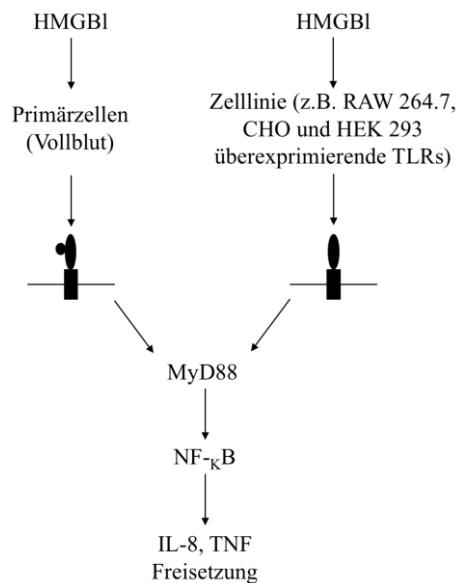 HMGBl
HMGBl
Primärzellen
(Vollblut)
Zelllinie (z.B. RAW 264.7,
CHO und HEK 293
überexprimierende TLRs)
MyD88
NF-κB
IL-8, TNF
Freisetzung